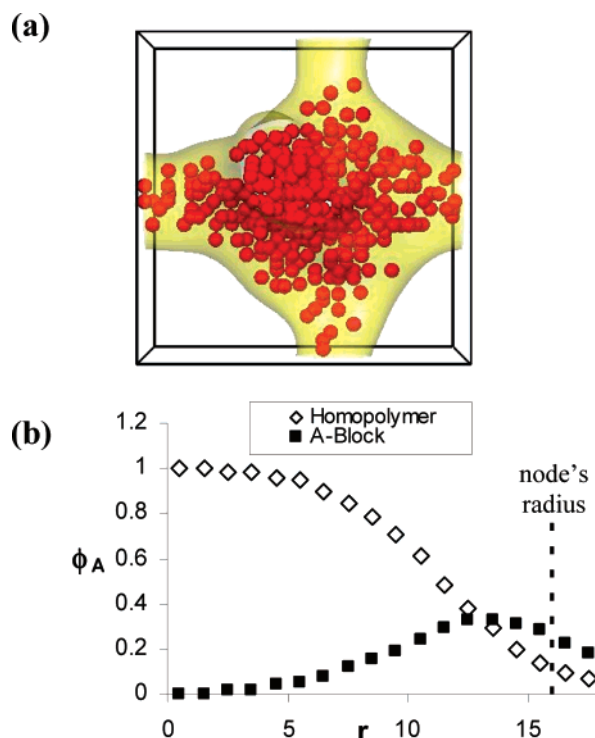 (a)
(b)
Homopolymer
A-Block
node's
radius
1.2
1
0.8
0.6
0.4
0.2
0
ϕA
0
5
10
15
r